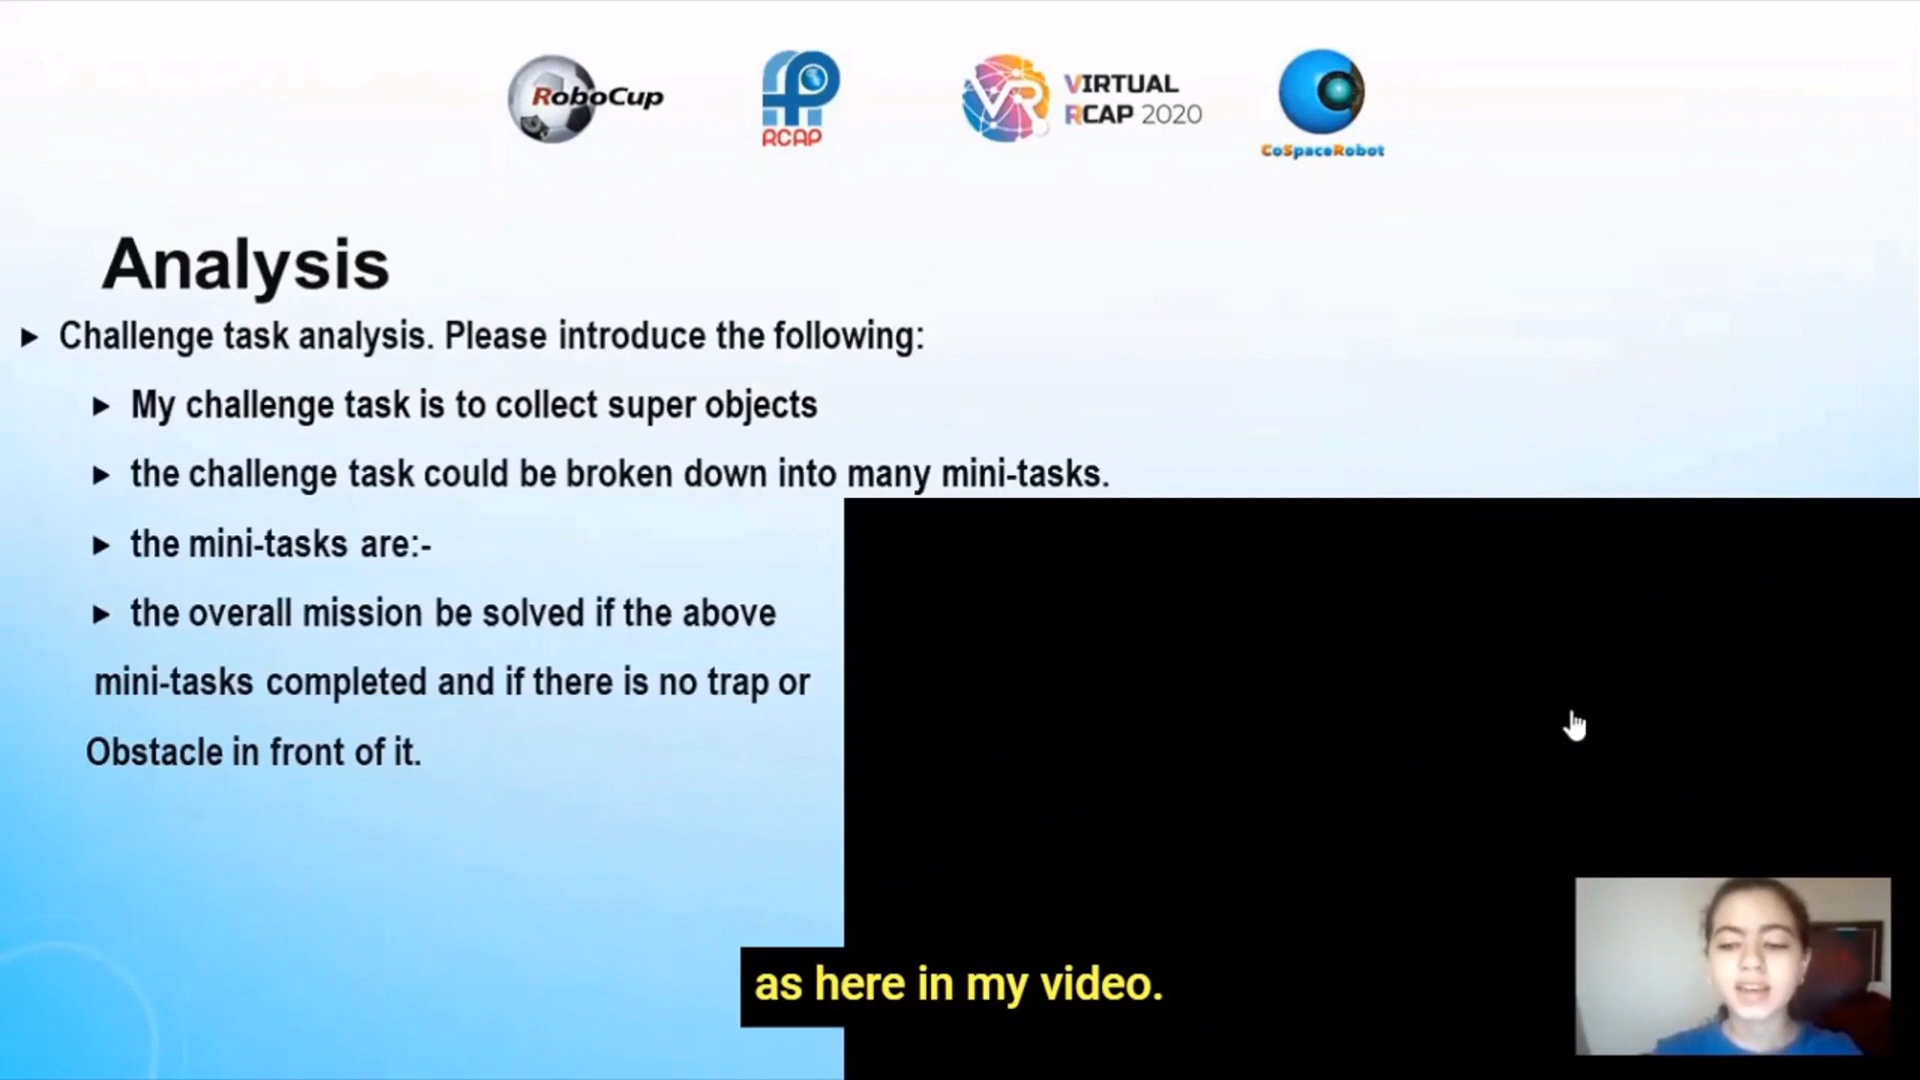 RoboCup
RCAP
VIRTUAL
RCAP 2020
CoSpaceRobot
Analysis
Challenge task analysis. Please introduce the following:
My challenge task is to collect super objects
the challenge task could be broken down into many mini-tasks.
the mini-tasks are:-
the overall mission be solved if the above
mini-tasks completed and if there is no trap or
Obstacle in front of it.
as here in my video.